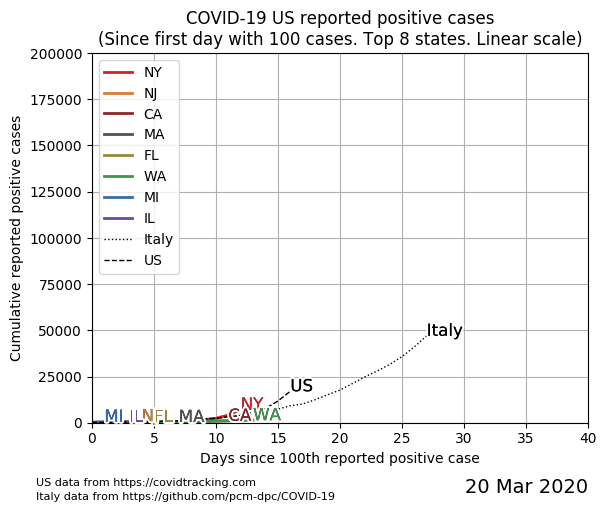 COVID-19 US reported positive cases
(Since first day with 100 cases. Top 8 states. Linear scale)
200000
175000
150000
125000
100000
75000
50000
25000
0
Cumulative reported positive cases
NY
NJ
CA
MA
FL
WA
MI
IL
Italy
US
Italy
US
NY
MI
IL
NJ
FL
MA
CA
WA
0 5 10 15 20 25 30 35 40
Days since 100th reported positive case
US data from https://covidtracking.com
Italy data from https://github.com/pcm-dpc/COVID-19
20 Mar 2020